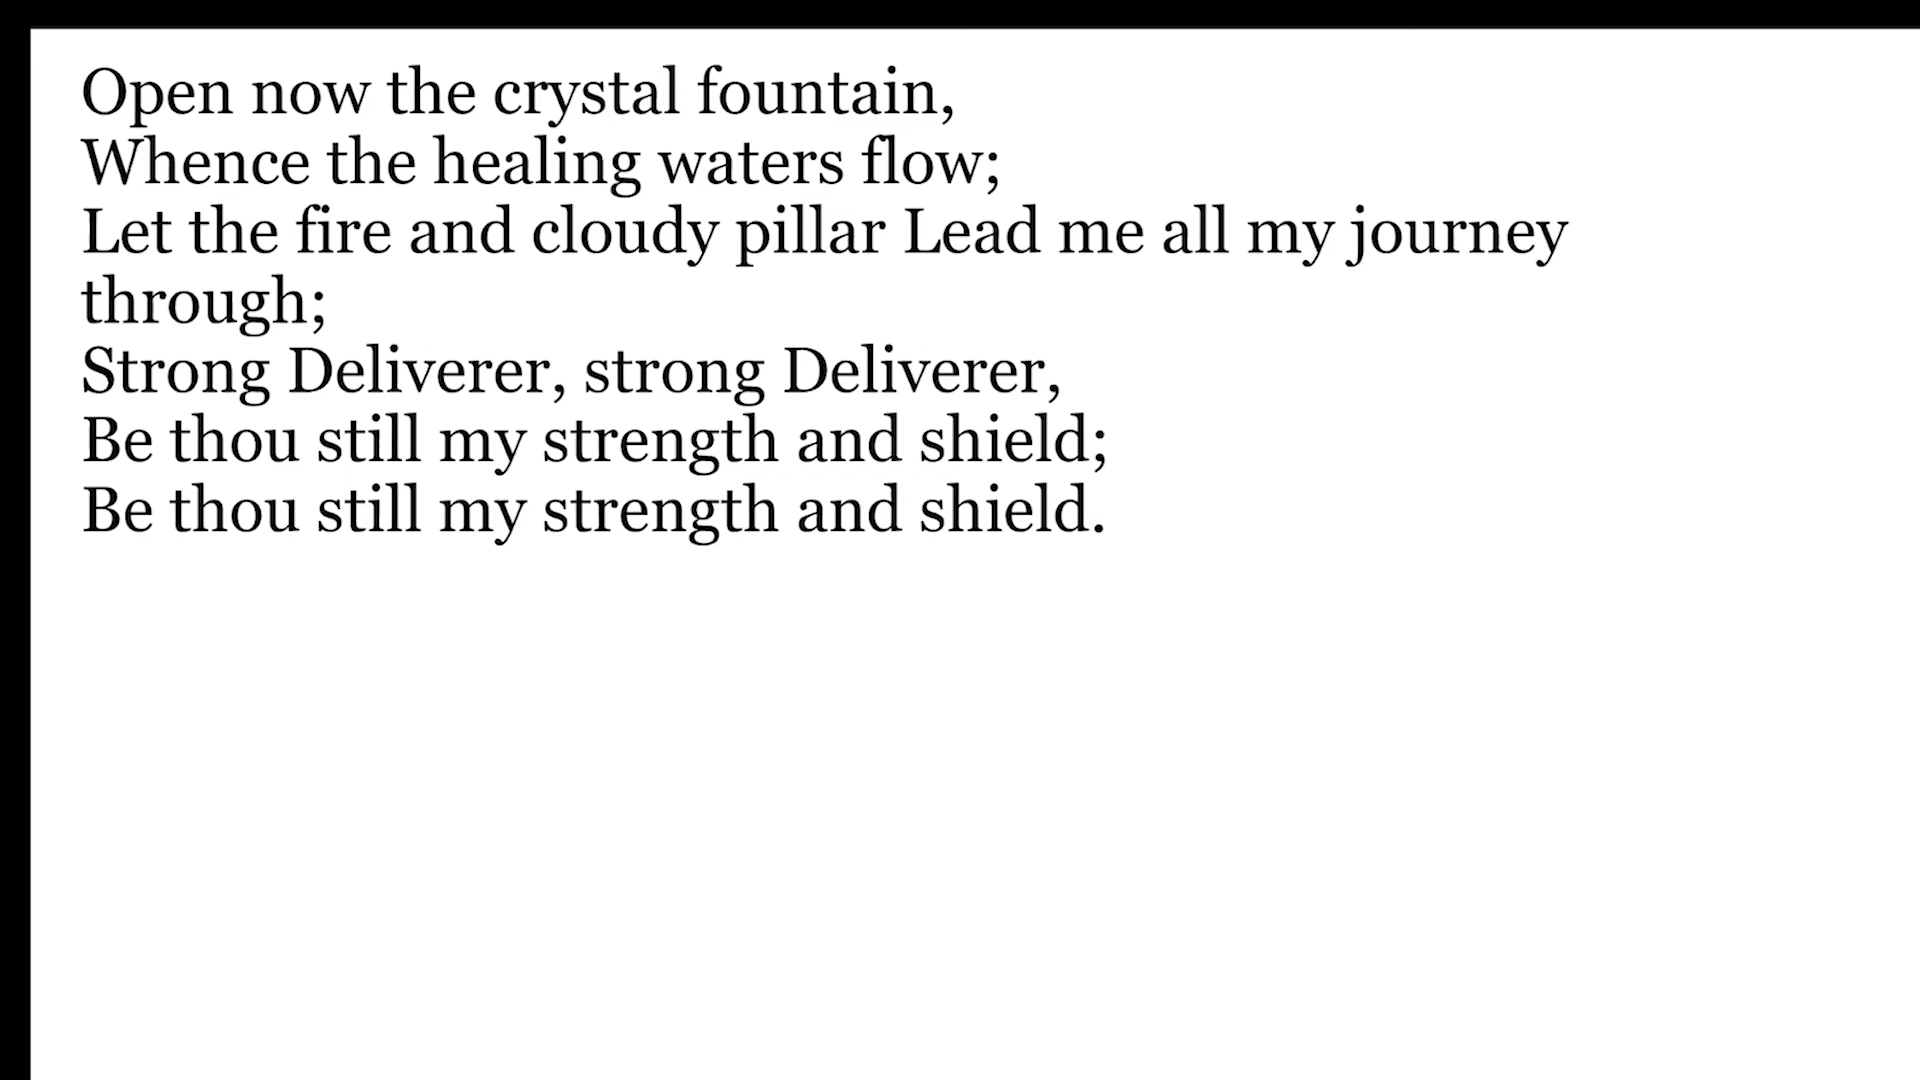 Open now the crystal fountain,
Whence the healing waters flow;
Let the fire and cloudy pillar Lead me all my journey
through;
Strong Deliverer, strong Deliverer,
Be thou still my strength and shield;
Be thou still my strength and shield.